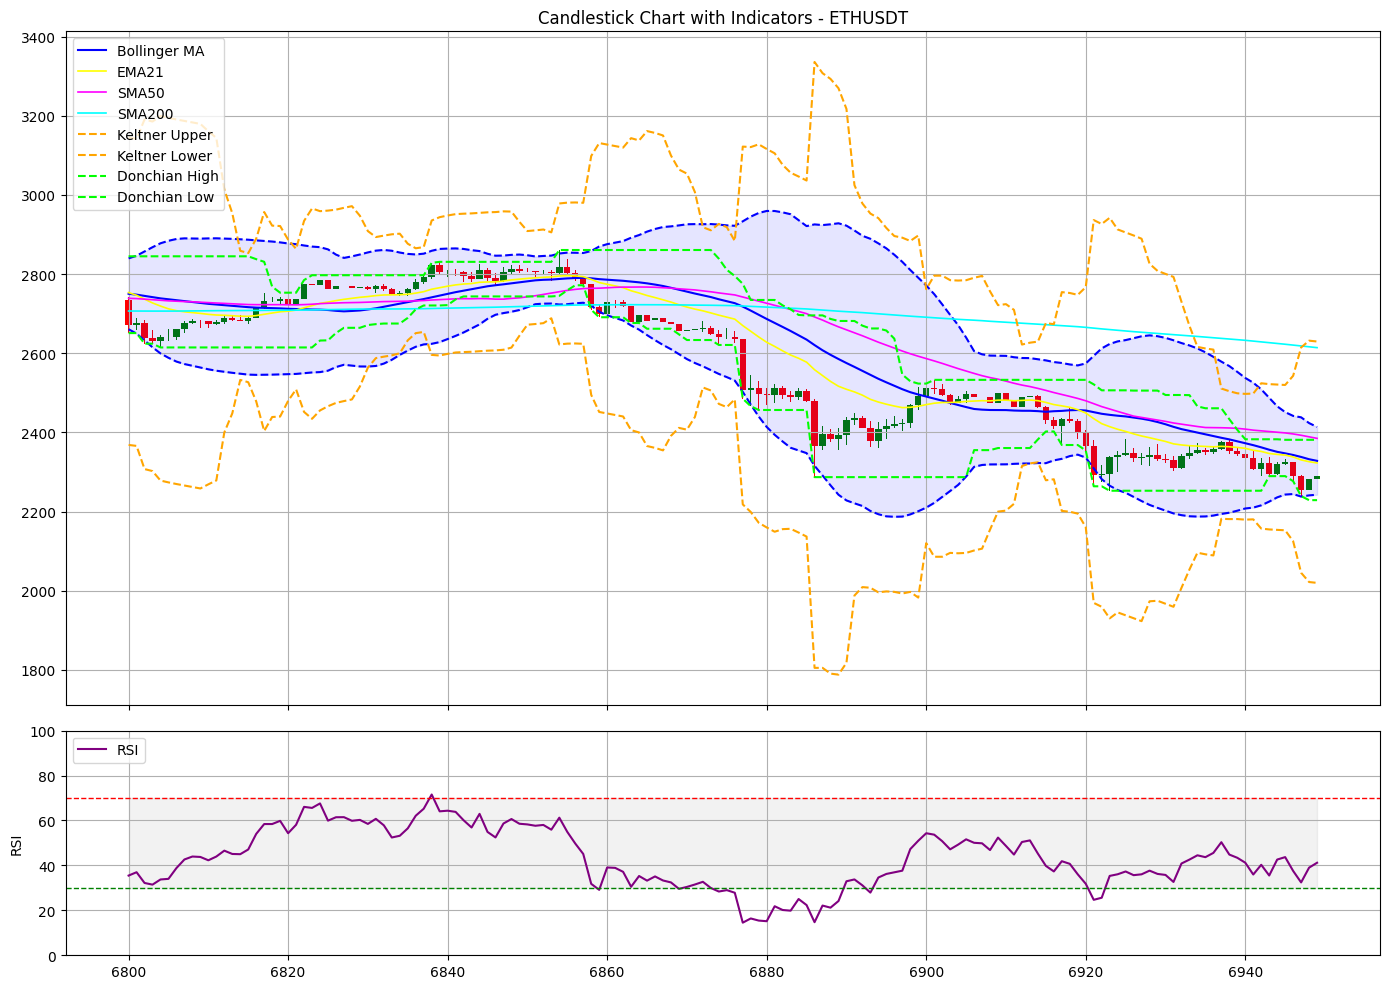 Candlestick Chart with Indicators - ETHUSDT
3400
3200
3000
2800
2600
2400
2200
2000
1800
Bollinger MA
EMA21
SMA50
SMA200
Keltner Upper
Keltner Lower
Donchian High
Donchian Low
100
80
60
40
20
0
RSI
RSI
6800
6820
6840
6860
6880
6900
6920
6940